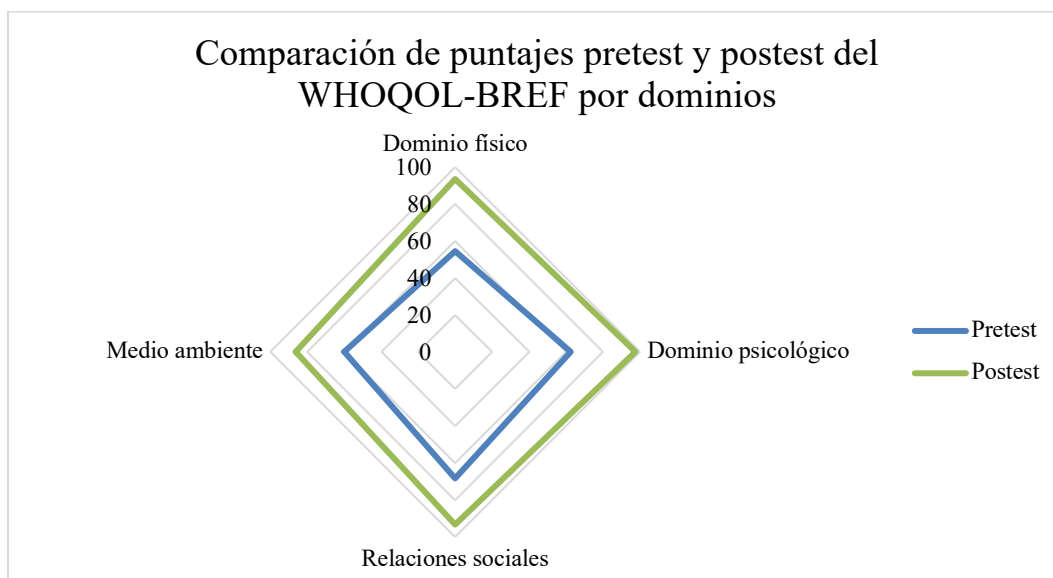 Comparación de puntajes pretest y postest del
WHOQOL-BREF por dominios
Dominio físico
100
80
60
40
20
0
Medio ambiente
Dominio psicológico
Relaciones sociales
Pretest
Postest